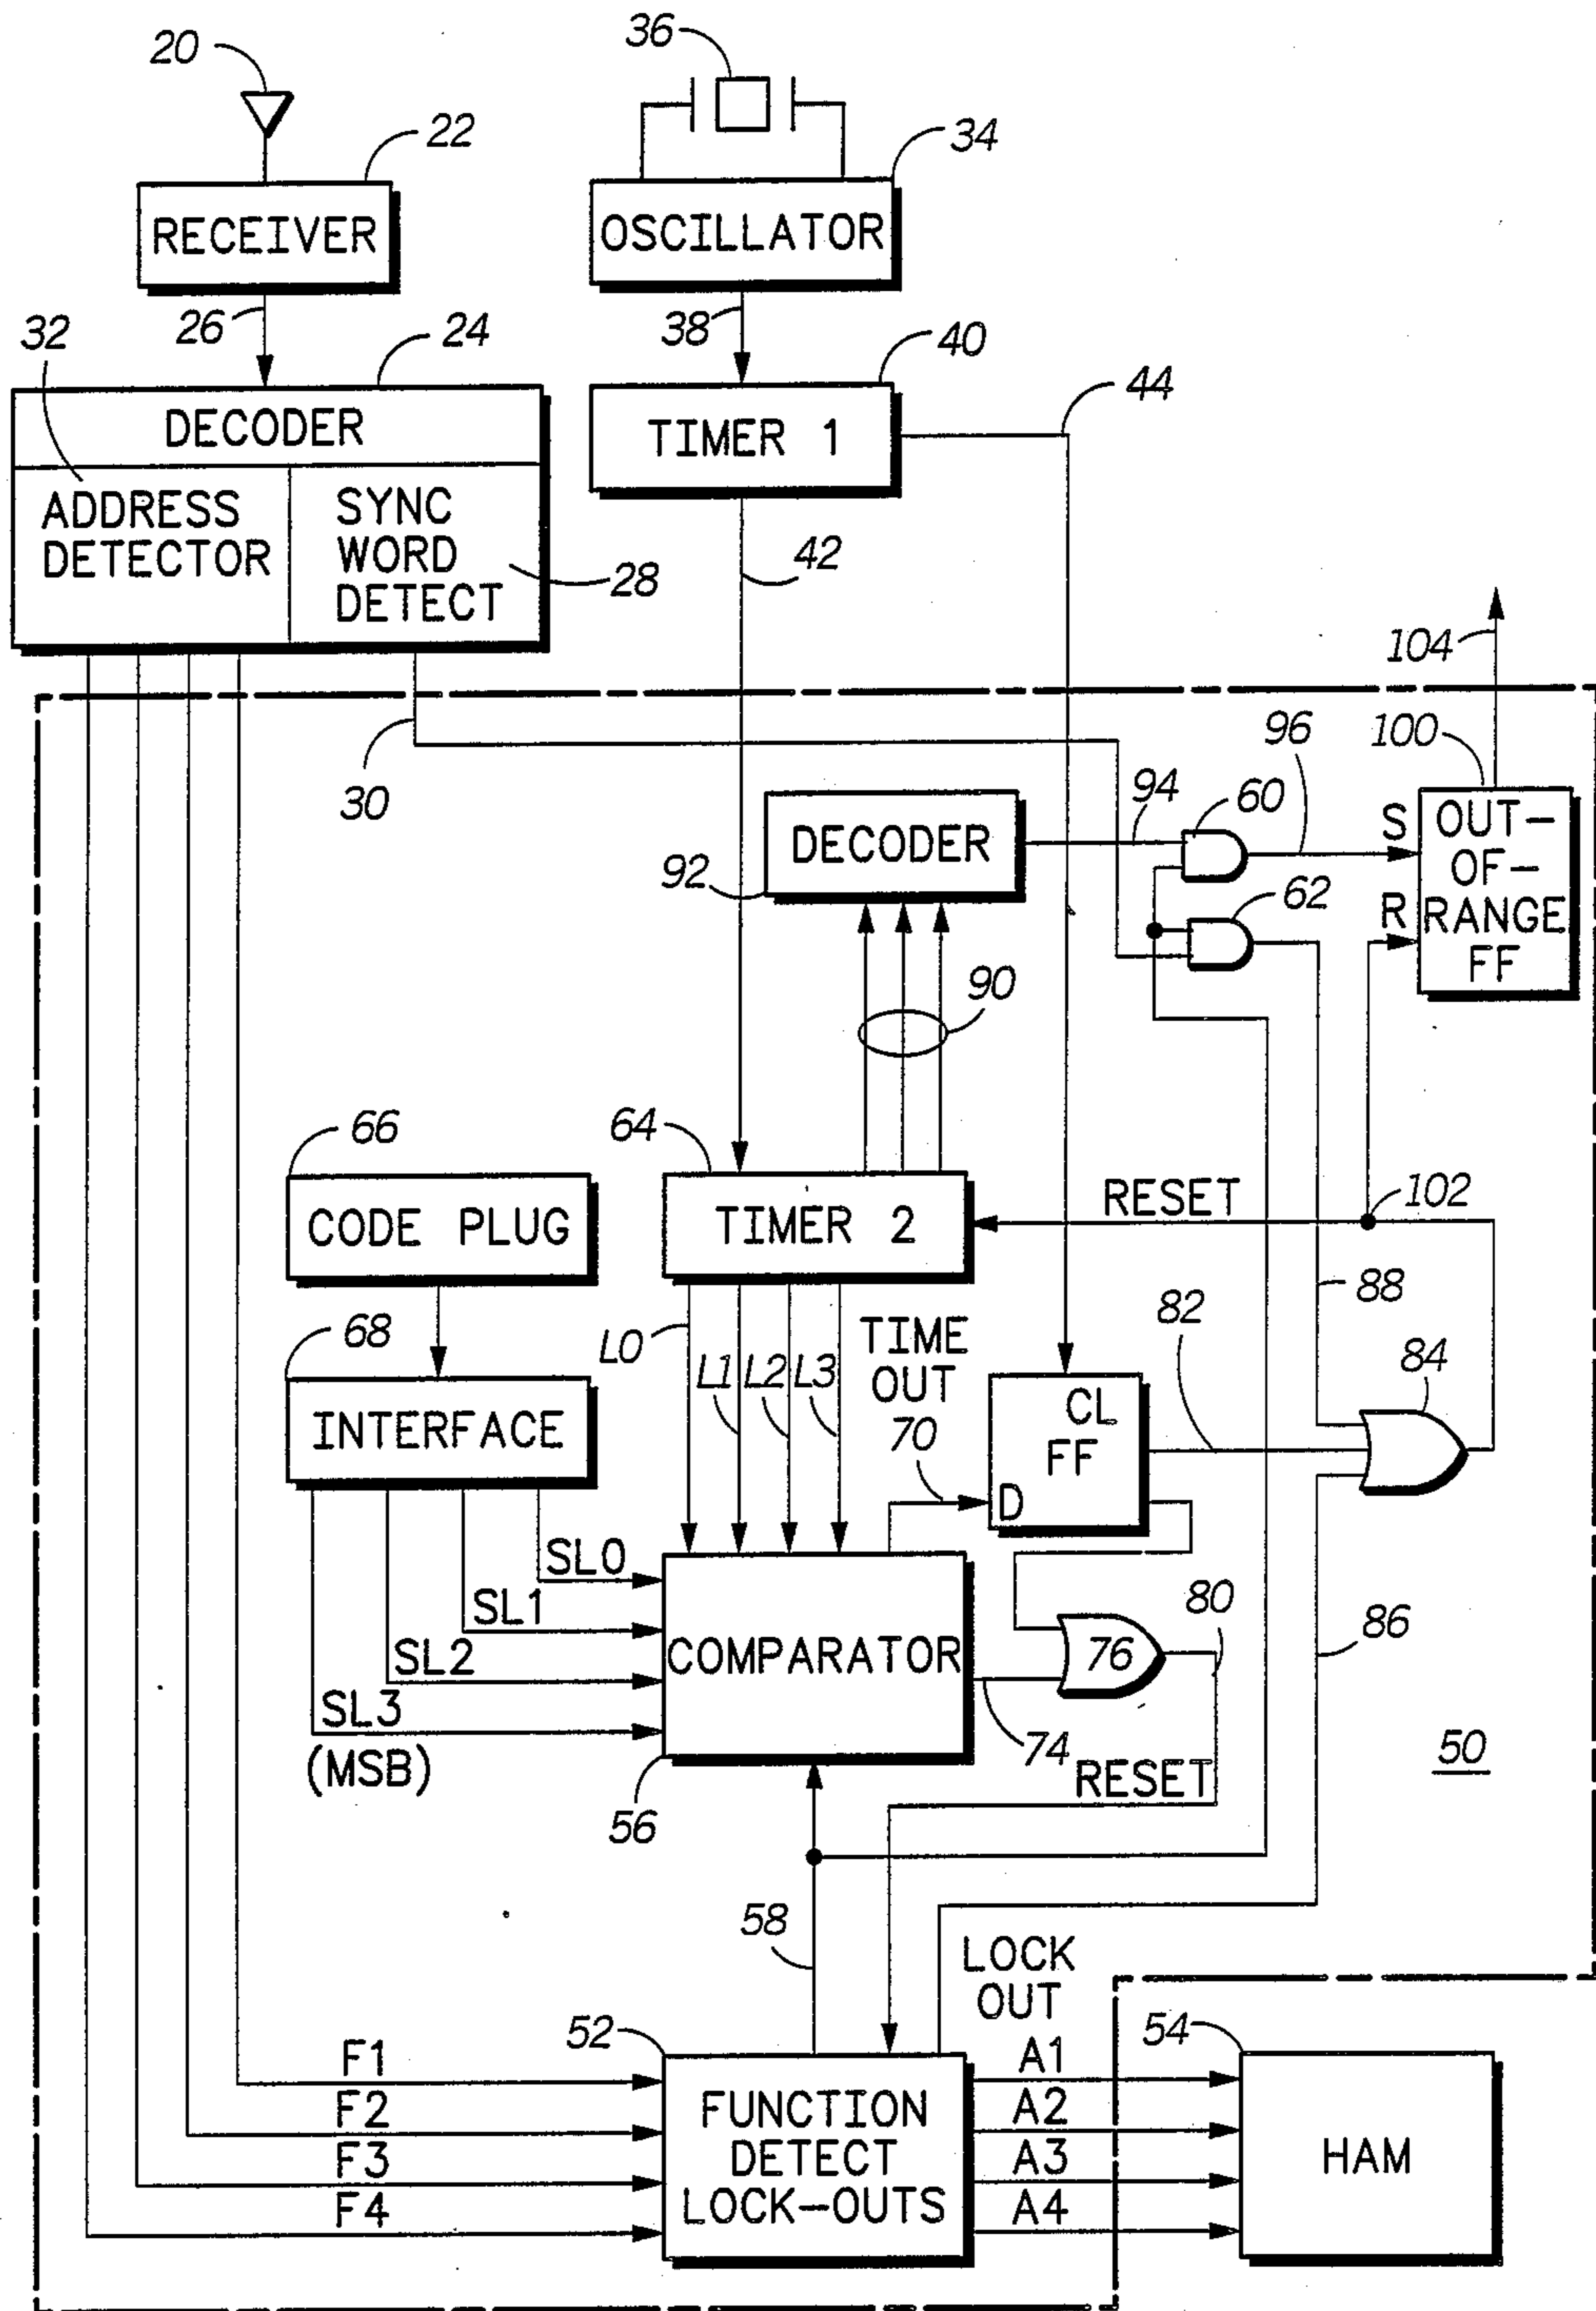 20
36
22
34
RECEIVER
OSCILLATOR
26
38
32
24
40
DECODER
TIMER 1
44
ADDRESS
DETECTOR
SYNC
WORD
DETECT
28
42
104
30
96
100
94
60
DECODER
S
OUT-
OF-
RANGE
FF
92
62
R
90
66
64
CODE PLUG
TIMER 2
RESET
102
88
68
L0
L1
L2
L3
TIME
OUT
70
82
84
INTERFACE
CL
FF
D
SL0
SL1
SL2
SL3
(MSB)
COMPARATOR
76
80
86
74
RESET
50
56
58
LOCK
OUT
52
54
F1
F2
F3
F4
FUNCTION
DETECT
LOCK-OUTS
A1
A2
A3
A4
HAM